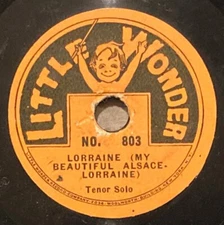 LITTLE WONDER
NO. 803
LORRAINE (MY
BEAUTIFUL ALSACE-
LORRAINE)
Tenor Solo